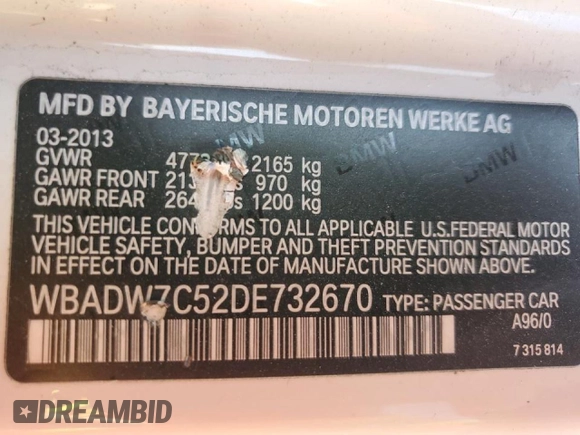 MFD BY BAYERISCHE MOTOREN WERKE AG
03-2013
GVWR 2165 kg
GAWR FRONT 970 kg
GAWR REAR 1200 kg
THIS VEHICLE CONFORMS TO ALL APPLICABLE U.S.FEDERAL MOTOR
VEHICLE SAFETY, BUMPER AND THEFT PREVENTION STANDARDS
IN EFFECT ON THE DATE OF MANUFACTURE SHOWN ABOVE.
WBADW7C52DE732670 TYPE: PASSENGER CAR
A96/0
7 315 814
BMW
BMW
DREAMBID